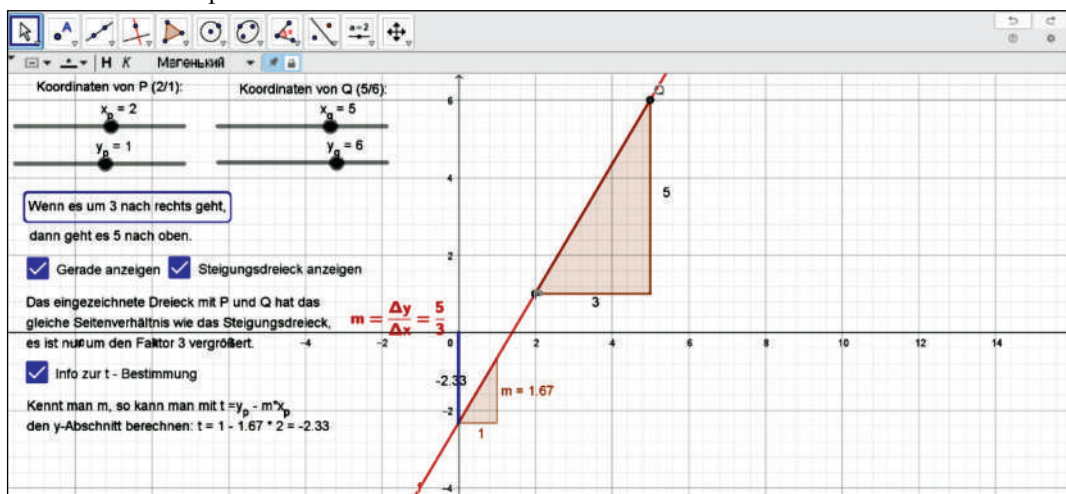 a=2
H K Маленький
Koordinaten von P (2/1):
Koordinaten von Q (5/6):
xp = 2
xq = 5
yp = 1
yq = 6
Wenn es um 3 nach rechts geht,
dann geht es 5 nach oben.
Gerade anzeigen
Steigungsdreieck anzeigen
Das eingezeichnete Dreieck mit P und Q hat das
gleiche Seitenverhältnis wie das Steigungsdreieck,
es ist nur um den Faktor 3 vergrößert.
Info zur t - Bestimmung
Kennt man m, so kann man mit t =yp - m*xp
den y-Abschnitt berechnen: t = 1 - 1.67 * 2 = -2.33
m = Δy/Δx = 5/3
Q
5
3
-2.33
m = 1.67
1
f
6
4
2
0
-2
-4
-4 -2 0 2 4 6 8 10 12 14